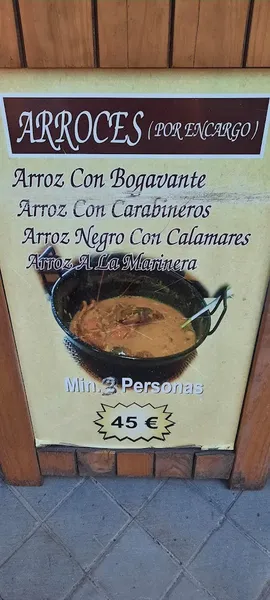 ARROCES (POR ENCARGO)
Arroz Con Bogavante
Arroz Con Carabineros
Arroz Negro Con Calamares
Arroz A La Marinera
Min. 3 Personas
45 €